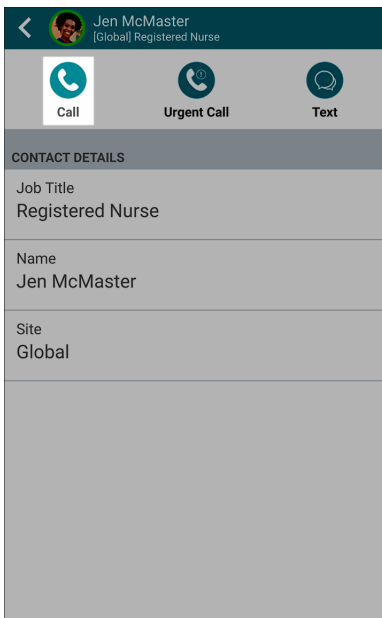 Jen McMaster
[Global] Registered Nurse
Call
Urgent Call
Text
CONTACT DETAILS
Job Title
Registered Nurse
Name
Jen McMaster
Site
Global